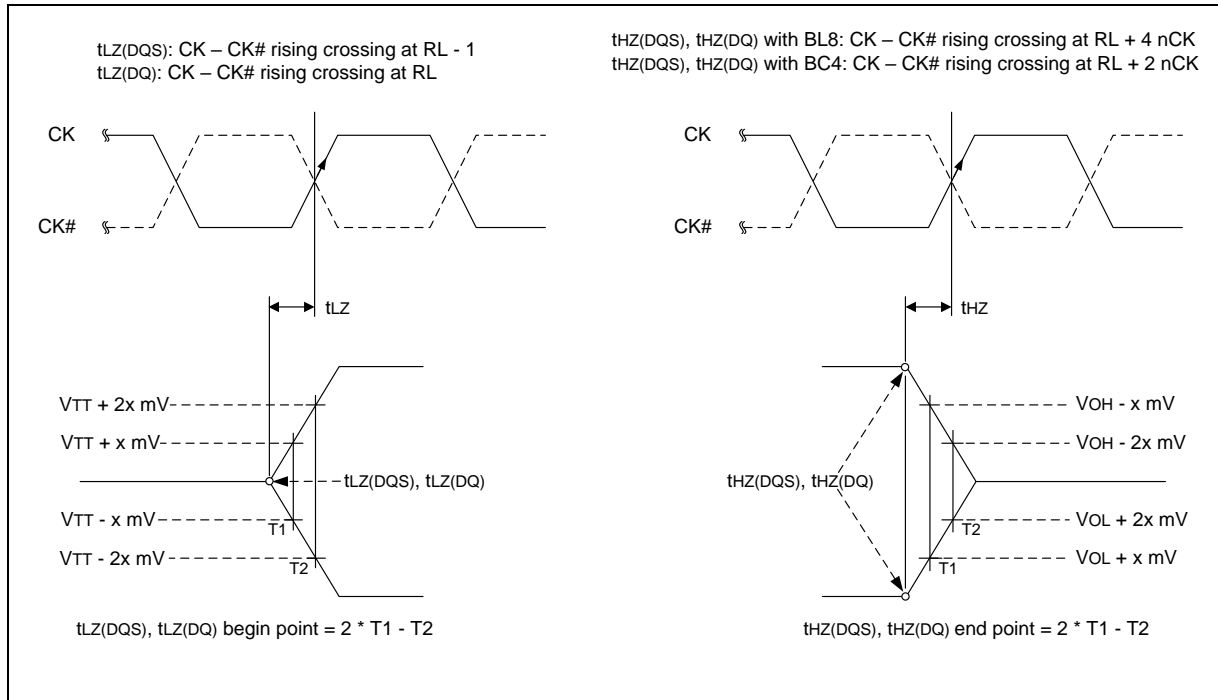 tLZ(DQS): CK – CK# rising crossing at RL - 1
tLZ(DQ): CK – CK# rising crossing at RL
tHZ(DQS), tHZ(DQ) with BL8: CK – CK# rising crossing at RL + 4 nCK
tHZ(DQS), tHZ(DQ) with BC4: CK – CK# rising crossing at RL + 2 nCK
CK
CK#
CK
CK#
tLZ
tHZ
VTT + 2x mV
VTT + x mV
tLZ(DQS), tLZ(DQ)
VTT - x mV
T1
VTT - 2x mV
T2
VOH - x mV
VOH - 2x mV
tHZ(DQS), tHZ(DQ)
VOL + 2x mV
T2
VOL + x mV
T1
tLZ(DQS), tLZ(DQ) begin point = 2 * T1 - T2
tHZ(DQS), tHZ(DQ) end point = 2 * T1 - T2